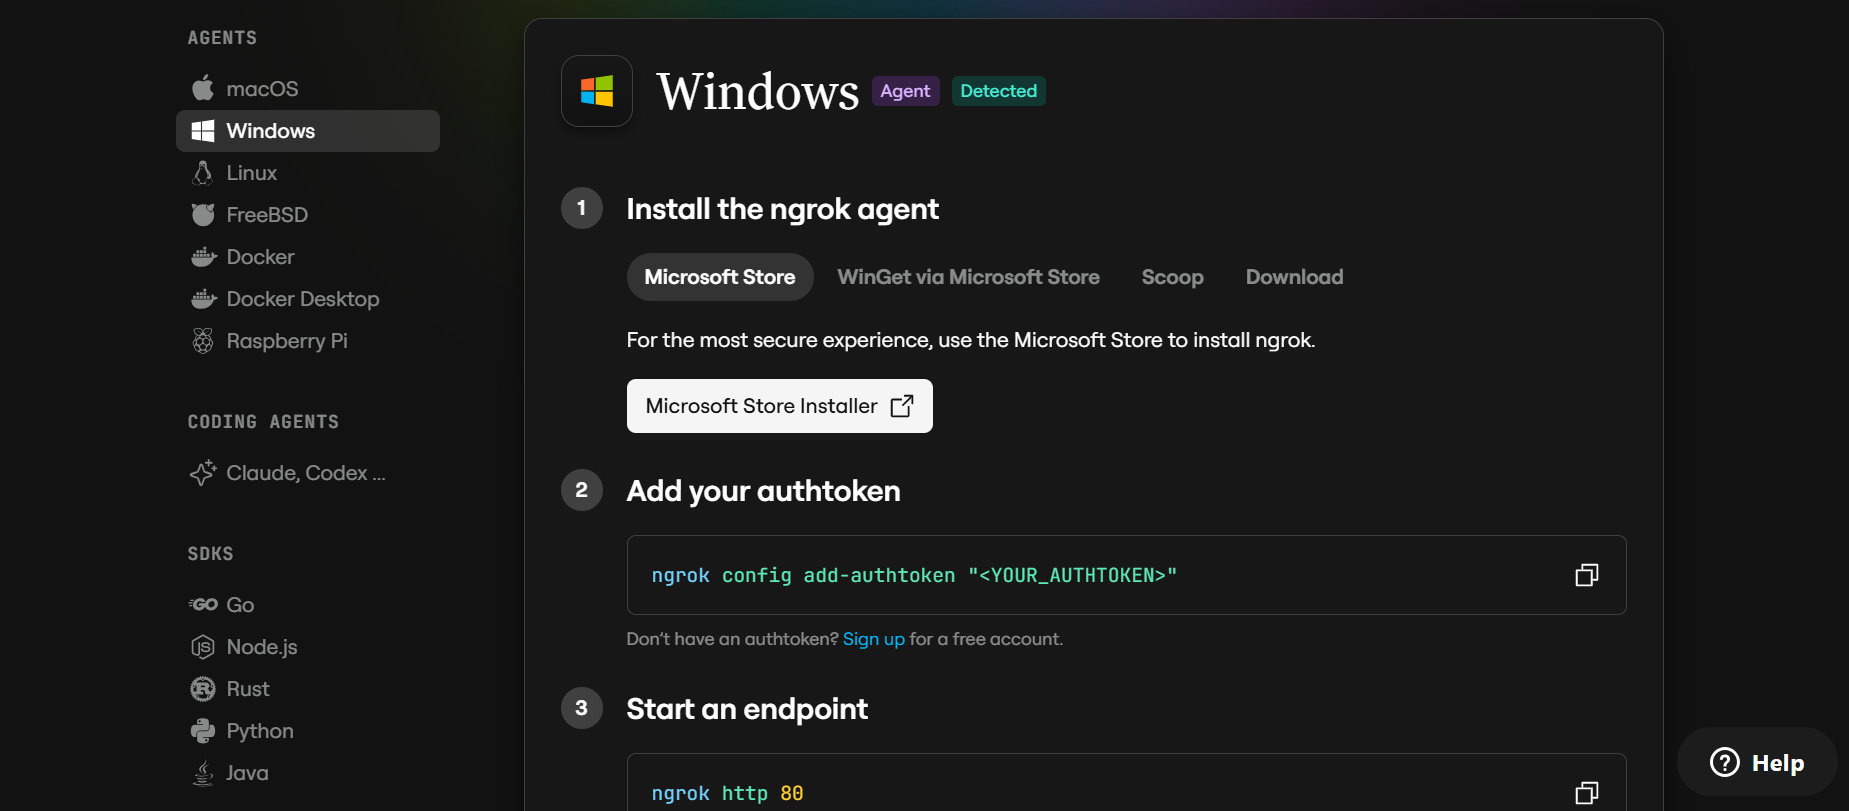 AGENTS
macOS
Windows
Linux
FreeBSD
Docker
Docker Desktop
Raspberry Pi
CODING AGENTS
Claude, Codex ...
SDKS
Go
Node.js
Rust
Python
Java
Windows Agent Detected
1 Install the ngrok agent
Microsoft Store WinGet via Microsoft Store Scoop Download
For the most secure experience, use the Microsoft Store to install ngrok.
Microsoft Store Installer
2 Add your authtoken
ngrok config add-authtoken "<YOUR_AUTHTOKEN>"
Don’t have an authtoken? Sign up for a free account.
3 Start an endpoint
ngrok http 80
Help